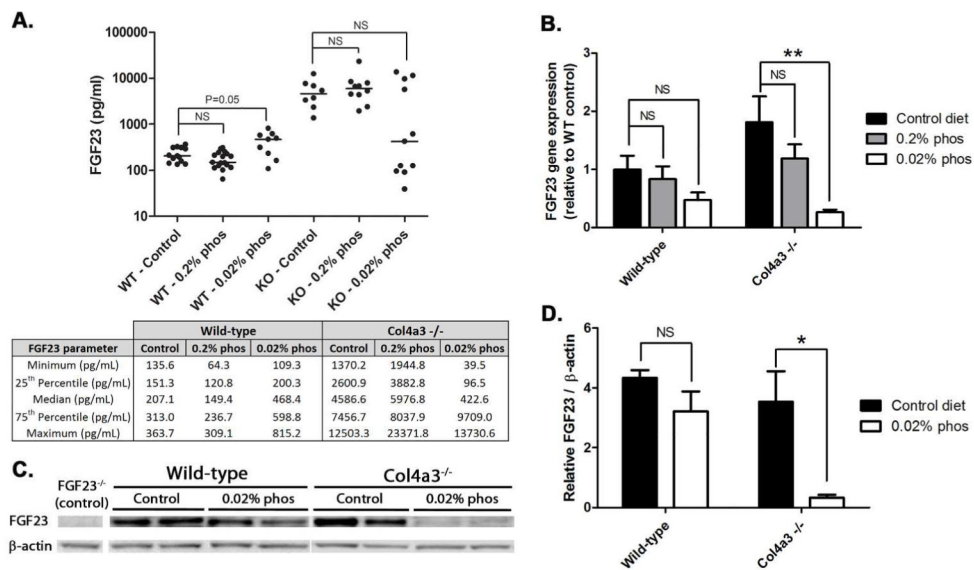 A.
NS
NS
P=0.05
NS
FGF23 (pg/ml)
100000
10000
1000
100
10
WT - Control
WT - 0.2% phos
WT - 0.02% phos
KO - Control
KO - 0.2% phos
KO - 0.02% phos
Wild-type Col4a3 -/-
FGF23 parameter Control 0.2% phos 0.02% phos Control 0.2% phos 0.02% phos
Minimum (pg/mL) 135.6 64.3 109.3 1370.2 1944.8 39.5
25th Percentile (pg/mL) 151.3 120.8 200.3 2600.9 3882.8 96.5
Median (pg/mL) 207.1 149.4 468.4 4586.6 5976.8 422.6
75th Percentile (pg/mL) 313.0 236.7 598.8 7456.7 8037.9 9709.0
Maximum (pg/mL) 363.7 309.1 815.2 12503.3 23371.8 13730.6
B.
FGF23 gene expression
(relative to WT control)
3
2
1
0
NS
NS
**
NS
Wild-type
Col4a3 -/-
Control diet
0.2% phos
0.02% phos
C.
FGF23-/-
(control)
Wild-type Col4a3-/-
Control 0.02% phos Control 0.02% phos
FGF23
β-actin
D.
Relative FGF23 / β-actin
6
4
2
0
NS
*
Wild-type
Col4a3 -/-
Control diet
0.02% phos